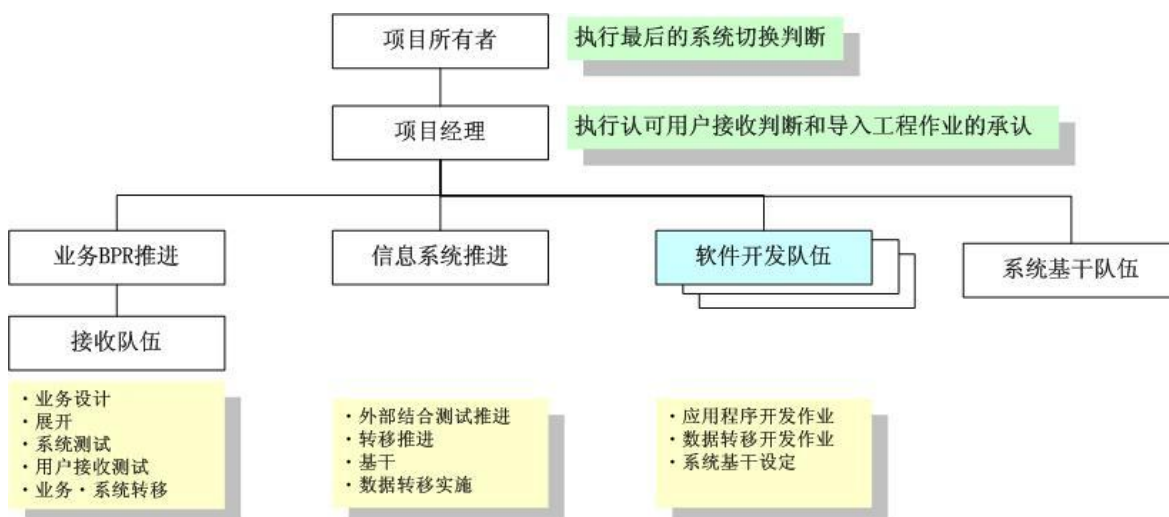 项目所有者
执行最后的系统切换判断
项目经理
执行认可用户接收判断和导入工程作业的承认
业务BPR推进
信息系统推进
软件开发队伍
系统基干队伍
接收队伍
・业务设计
・展开
・系统测试
・用户接收测试
・业务・系统转移
・外部结合测试推进
・转移推进
・基干
・数据转移实施
・应用程序开发作业
・数据转移开发作业
・系统基干设定